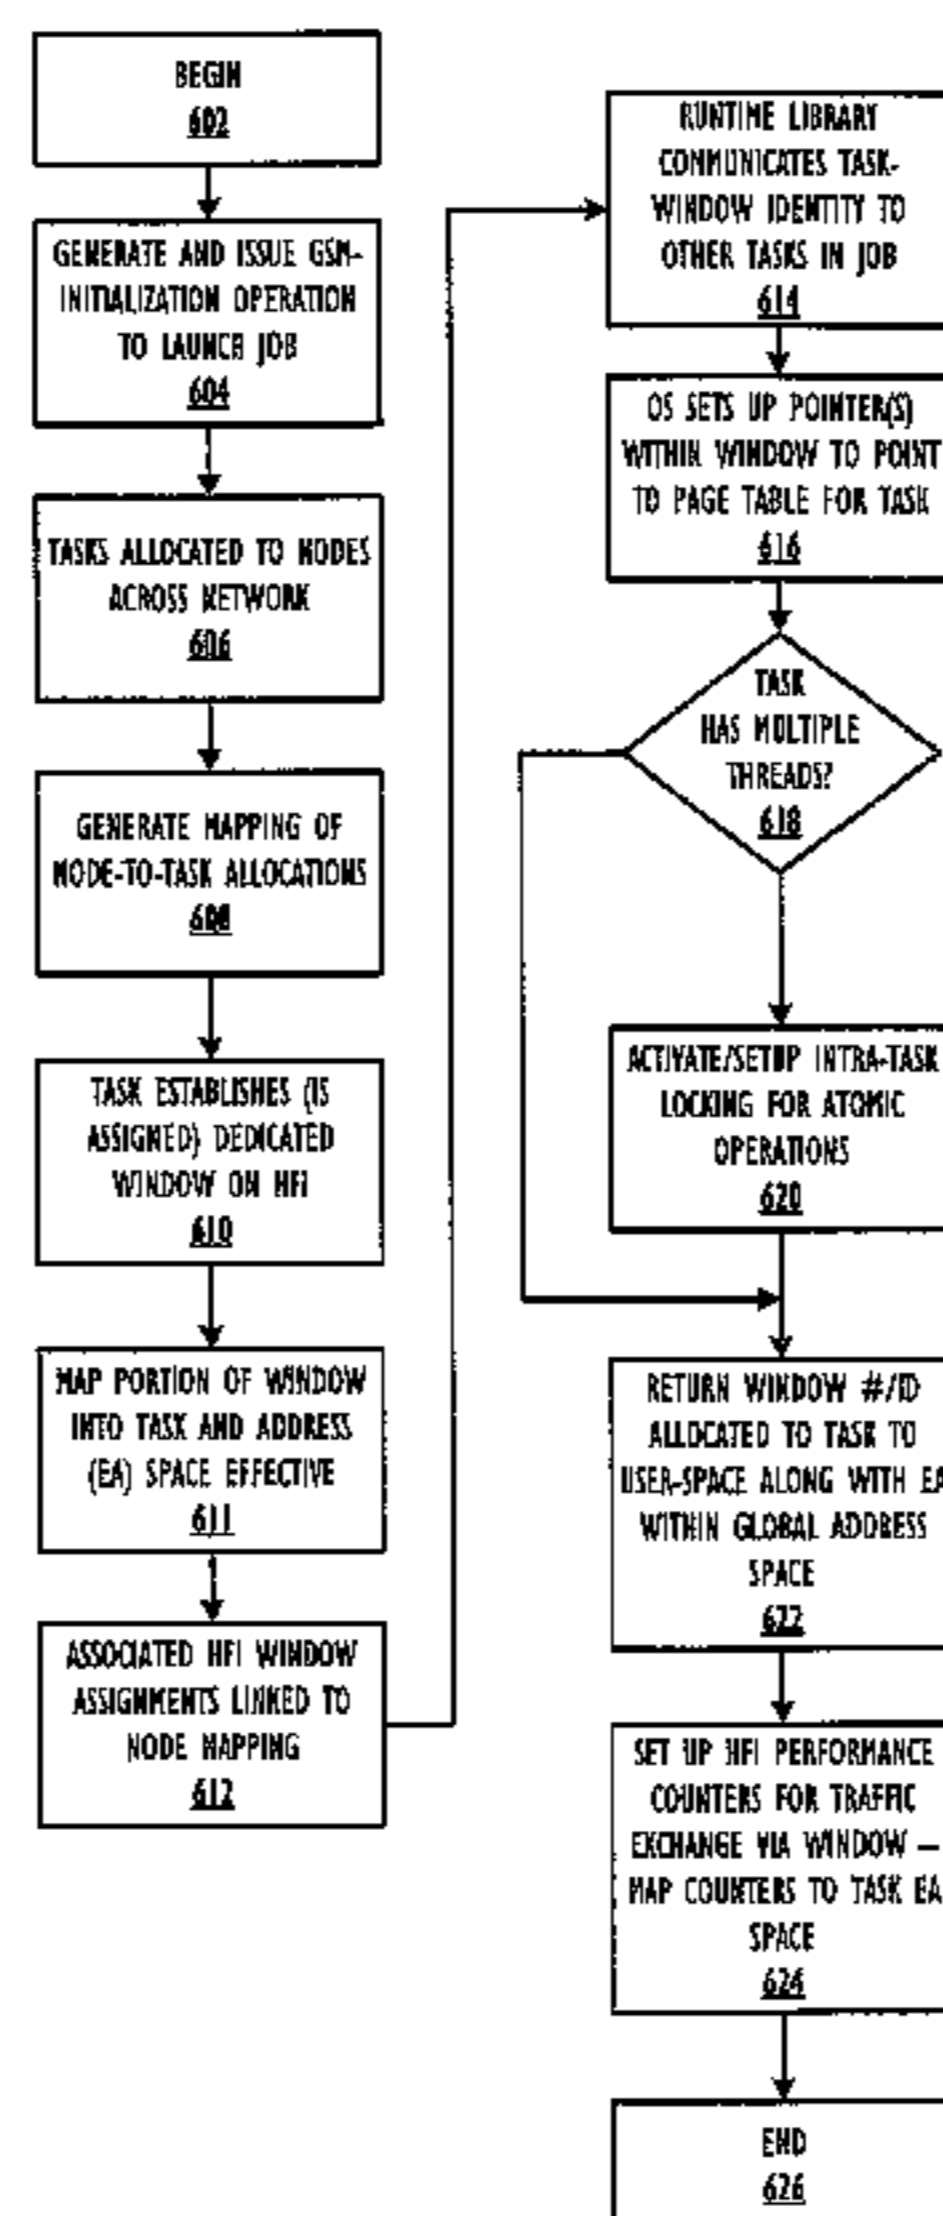 BEGIN
602
GENERATE AND ISSUE GSM-
INITIALIZATION OPERATION
TO LAUNCH JOB
604
TASKS ALLOCATED TO NODES
ACROSS NETWORK
606
GENERATE MAPPING OF
NODE-TO-TASK ALLOCATIONS
608
TASK ESTABLISHES (IS
ASSIGNED) DEDICATED
WINDOW ON HFI
610
MAP PORTION OF WINDOW
INTO TASK AND ADDRESS
(EA) SPACE EFFECTIVE
611
ASSOCIATED HFI WINDOW
ASSIGNMENTS LINKED TO
NODE MAPPING
612
RUNTIME LIBRARY
COMMUNICATES TASK-
WINDOW IDENTITY TO
OTHER TASKS IN JOB
614
OS SETS UP POINTER(S)
WITHIN WINDOW TO POINT
TO PAGE TABLE FOR TASK
616
TASK
HAS MULTIPLE
THREADS?
618
ACTIVATE/SETUP INTRA-TASK
LOCKING FOR ATOMIC
OPERATIONS
620
RETURN WINDOW #/ID
ALLOCATED TO TASK TO
USER-SPACE ALONG WITH EA
WITHIN GLOBAL ADDRESS
SPACE
622
SET UP HFI PERFORMANCE
COUNTERS FOR TRAFFIC
EXCHANGE VIA WINDOW —
MAP COUNTERS TO TASK EA
SPACE
624
END
626